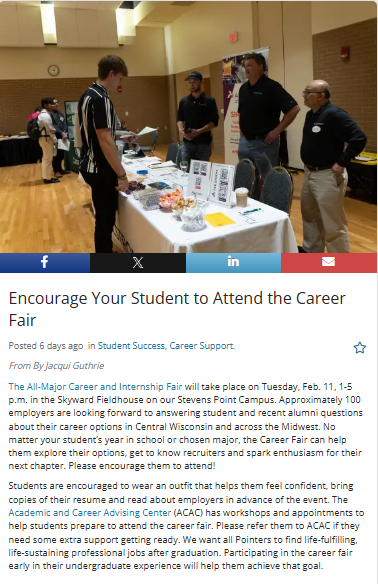 Encourage Your Student to Attend the Career
Fair
Posted 6 days ago in Student Success, Career Support.
From By Jacqui Guthrie
The All-Major Career and Internship Fair will take place on Tuesday, Feb. 11, 1-5
p.m. in the Skyward Fieldhouse on our Stevens Point Campus. Approximately 100
employers are looking forward to answering student and recent alumni questions
about their career options in Central Wisconsin and across the Midwest. No
matter your student's year in school or chosen major, the Career Fair can help
them explore their options, get to know recruiters and spark enthusiasm for their
next chapter. Please encourage them to attend!
Students are encouraged to wear an outfit that helps them feel confident, bring
copies of their resume and read about employers in advance of the event. The
Academic and Career Advising Center (ACAC) has workshops and appointments to
help students prepare to attend the career fair. Please refer them to ACAC if they
need some extra support getting ready. We want all Pointers to find life-fulfilling,
life-sustaining professional jobs after graduation. Participating in the career fair
early in their undergraduate experience will help them achieve that goal.